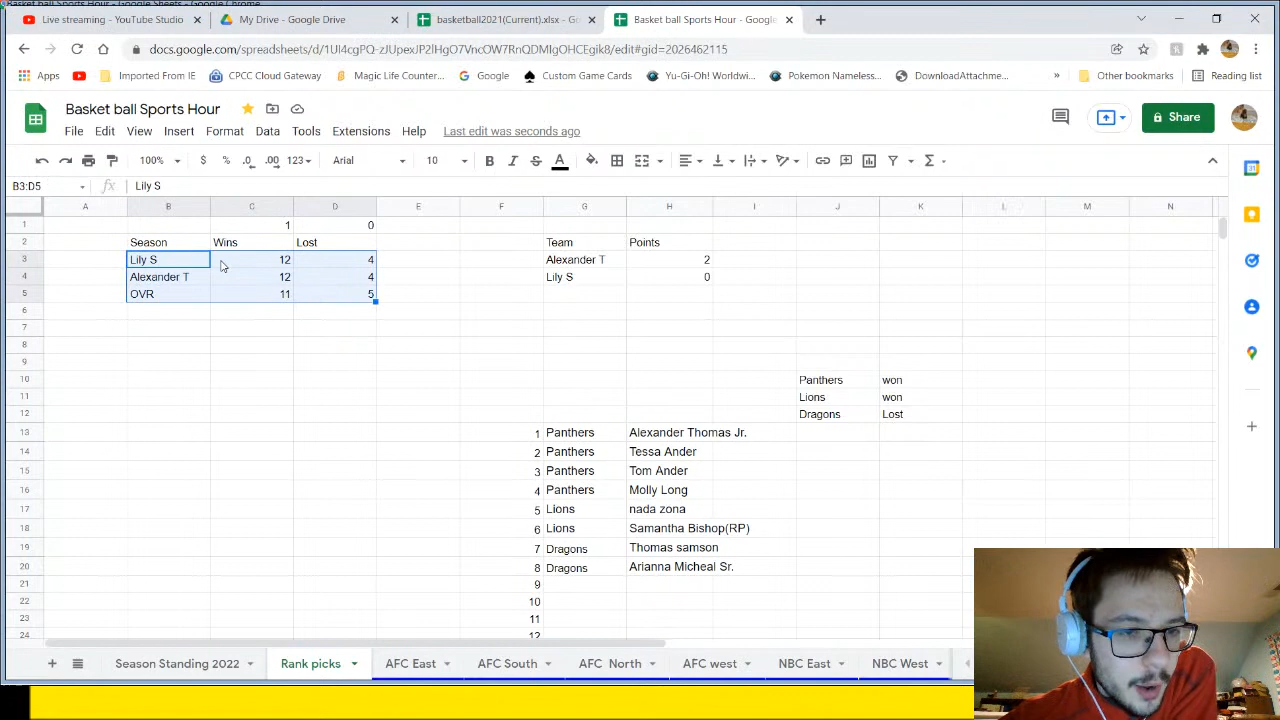 Live streaming - YouTube Studio
My Drive - Google Drive
basketball2021(Current).xlsx - Go
Basket ball Sports Hour - Google
docs.google.com/spreadsheets/d/1UI4cgPQ-zJUpexJP2lHgO7VncOW7RnQDMIgOHCEgik8/edit#gid=2026462115
Apps
Imported From IE
CPCC Cloud Gateway
Magic Life Counter...
Google
Custom Game Cards
Yu-Gi-Oh! Worldwi...
Pokemon Nameless...
DownloadAttachme...
»
Other bookmarks
Reading list
Basket ball Sports Hour
File Edit View Insert Format Data Tools Extensions Help Last edit was seconds ago
Share
100% $ % .0 .00 123 Arial 10 B I S A Σ
B3:D5 fx Lily S
A B C D E F G H I J K L M N
1 1 0
2 Season Wins Lost Team Points
3 Lily S 12 4 Alexander T 2
4 Alexander T 12 4 Lily S 0
5 OVR 11 5
6
7
8
9
10 Panthers won
11 Lions won
12 Dragons Lost
13 1 Panthers Alexander Thomas Jr.
14 2 Panthers Tessa Ander
15 3 Panthers Tom Ander
16 4 Panthers Molly Long
17 5 Lions nada zona
18 6 Lions Samantha Bishop(RP)
19 7 Dragons Thomas samson
20 8 Dragons Arianna Micheal Sr.
21 9
22 10
23 11
24 12
Season Standing 2022 Rank picks AFC East AFC South AFC North AFC west NBC East NBC West